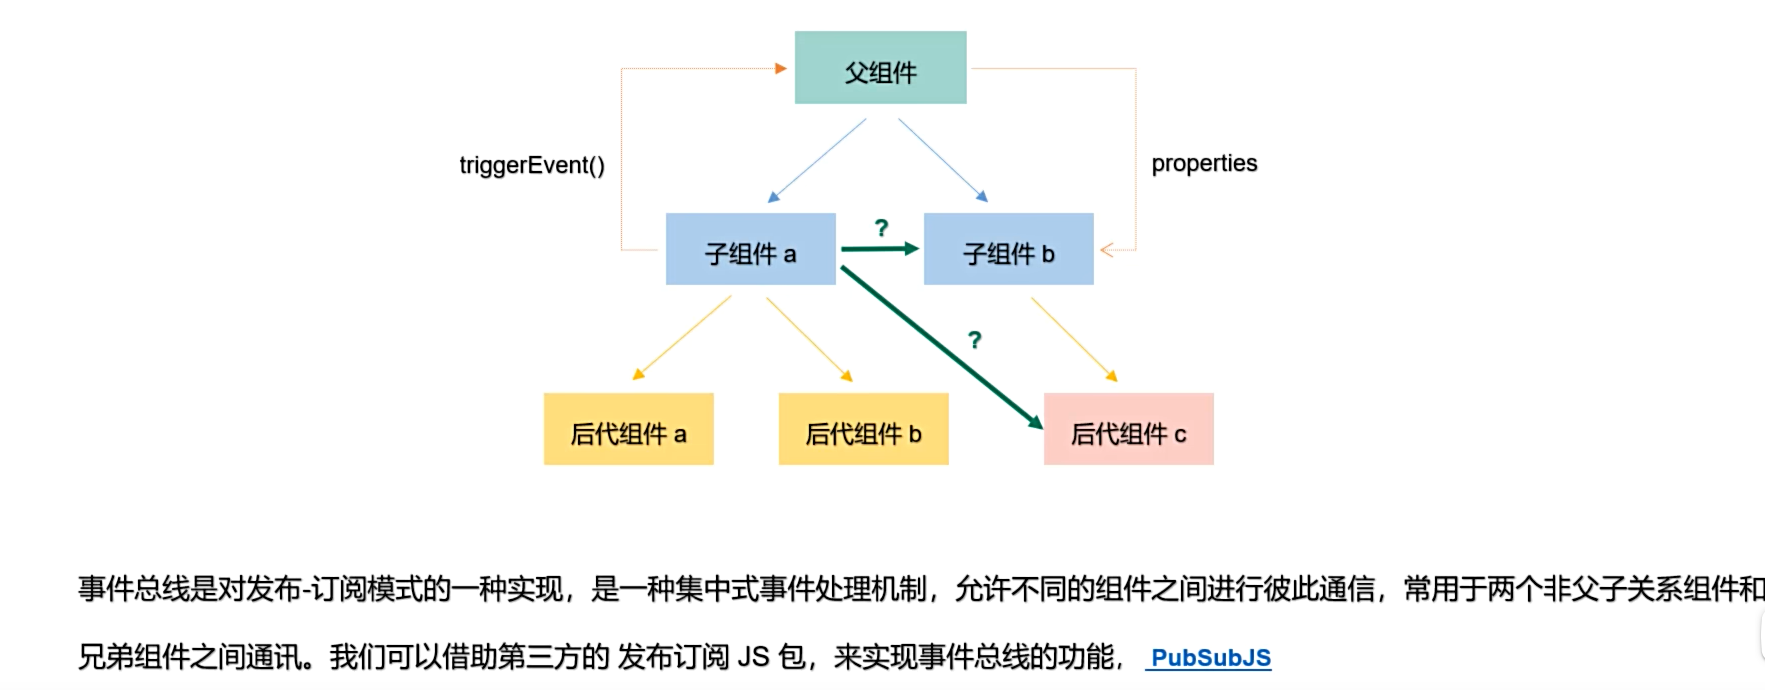 父组件
triggerEvent()
properties
?
子组件 a
子组件 b
?
后代组件 a
后代组件 b
后代组件 c
事件总线是对发布-订阅模式的一种实现，是一种集中式事件处理机制，允许不同的组件之间进行彼此通信，常用于两个非父子关系组件和
兄弟组件之间通讯。我们可以借助第三方的 发布订阅 JS 包，来实现事件总线的功能， PubSubJS